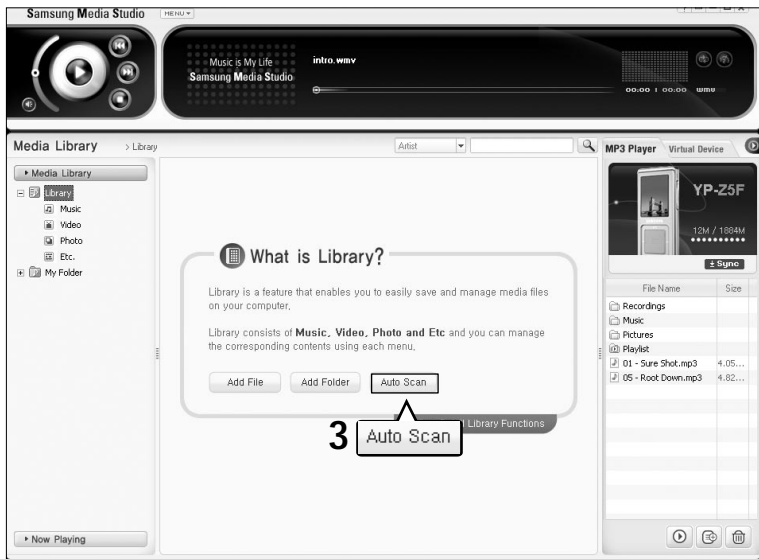 Samsung Media Studio
MENU
Music is My Life
Samsung Media Studio
intro.wmv
00:00 | 00:00 wmv
Media Library > Library
Artist
MP3 Player
Virtual Device
Media Library
Library
Music
Video
Photo
Etc.
My Folder
YP-Z5F
12M / 1884M
Sync
What is Library?
Library is a feature that enables you to easily save and manage media files
on your computer.
Library consists of Music, Video, Photo and Etc and you can manage
the corresponding contents using each menu.
Add File
Add Folder
Auto Scan
3
Auto Scan
Library Functions
File Name
Size
Recordings
Music
Pictures
Playlist
01 - Sure Shot.mp3 4.05...
05 - Root Down.mp3 4.82...
Now Playing